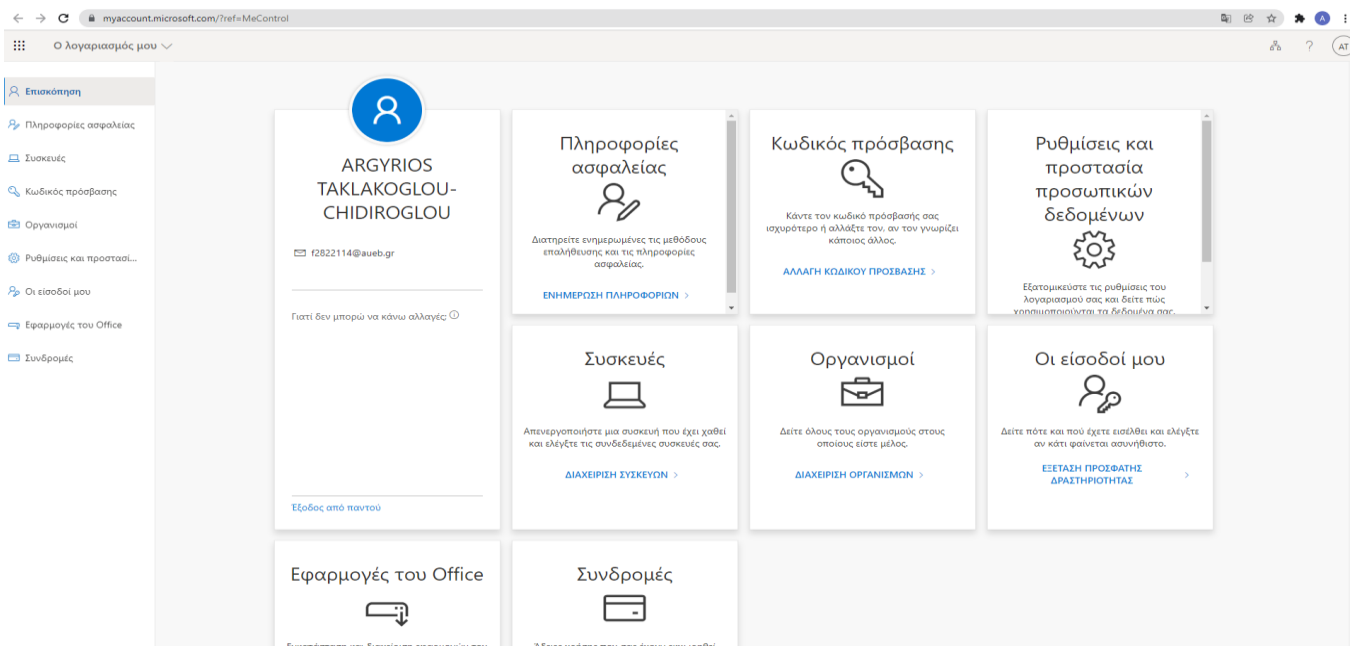 myaccount.microsoft.com/?ref=MeControl
A
Ο λογαριασμός μου
?
AT
Επισκόπηση
Πληροφορίες ασφαλείας
Συσκευές
Κωδικός πρόσβασης
Οργανισμοί
Ρυθμίσεις και προστασί...
Οι είσοδοί μου
Εφαρμογές του Office
Συνδρομές
ARGYRIOS
TAKLAKOGLOU-
CHIDIROGLOU
f2822114@aueb.gr
Γιατί δεν μπορώ να κάνω αλλαγές;
Έξοδος από παντού
Πληροφορίες
ασφαλείας
Διατηρείτε ενημερωμένες τις μεθόδους
επαλήθευσης και τις πληροφορίες
ασφαλείας.
ΕΝΗΜΕΡΩΣΗ ΠΛΗΡΟΦΟΡΙΩΝ >
Κωδικός πρόσβασης
Κάντε τον κωδικό πρόσβασής σας
ισχυρότερο ή αλλάξτε τον, αν τον γνωρίζει
κάποιος άλλος.
ΑΛΛΑΓΗ ΚΩΔΙΚΟΥ ΠΡΟΣΒΑΣΗΣ >
Ρυθμίσεις και
προστασία
προσωπικών
δεδομένων
Εξατομικεύστε τις ρυθμίσεις του
λογαριασμού σας και δείτε πώς
χρησιμοποιούνται τα δεδομένα σας.
Συσκευές
Απενεργοποιήστε μια συσκευή που έχει χαθεί
και ελέγξτε τις συνδεδεμένες συσκευές σας.
ΔΙΑΧΕΙΡΙΣΗ ΣΥΣΚΕΥΩΝ >
Οργανισμοί
Δείτε όλους τους οργανισμούς στους
οποίους είστε μέλος.
ΔΙΑΧΕΙΡΙΣΗ ΟΡΓΑΝΙΣΜΩΝ >
Οι είσοδοί μου
Δείτε πότε και πού έχετε εισέλθει και ελέγξτε
αν κάτι φαίνεται ασυνήθιστο.
ΕΞΕΤΑΣΗ ΠΡΟΣΦΑΤΗΣ
ΔΡΑΣΤΗΡΙΟΤΗΤΑΣ >
Εφαρμογές του Office
Συνδρομές